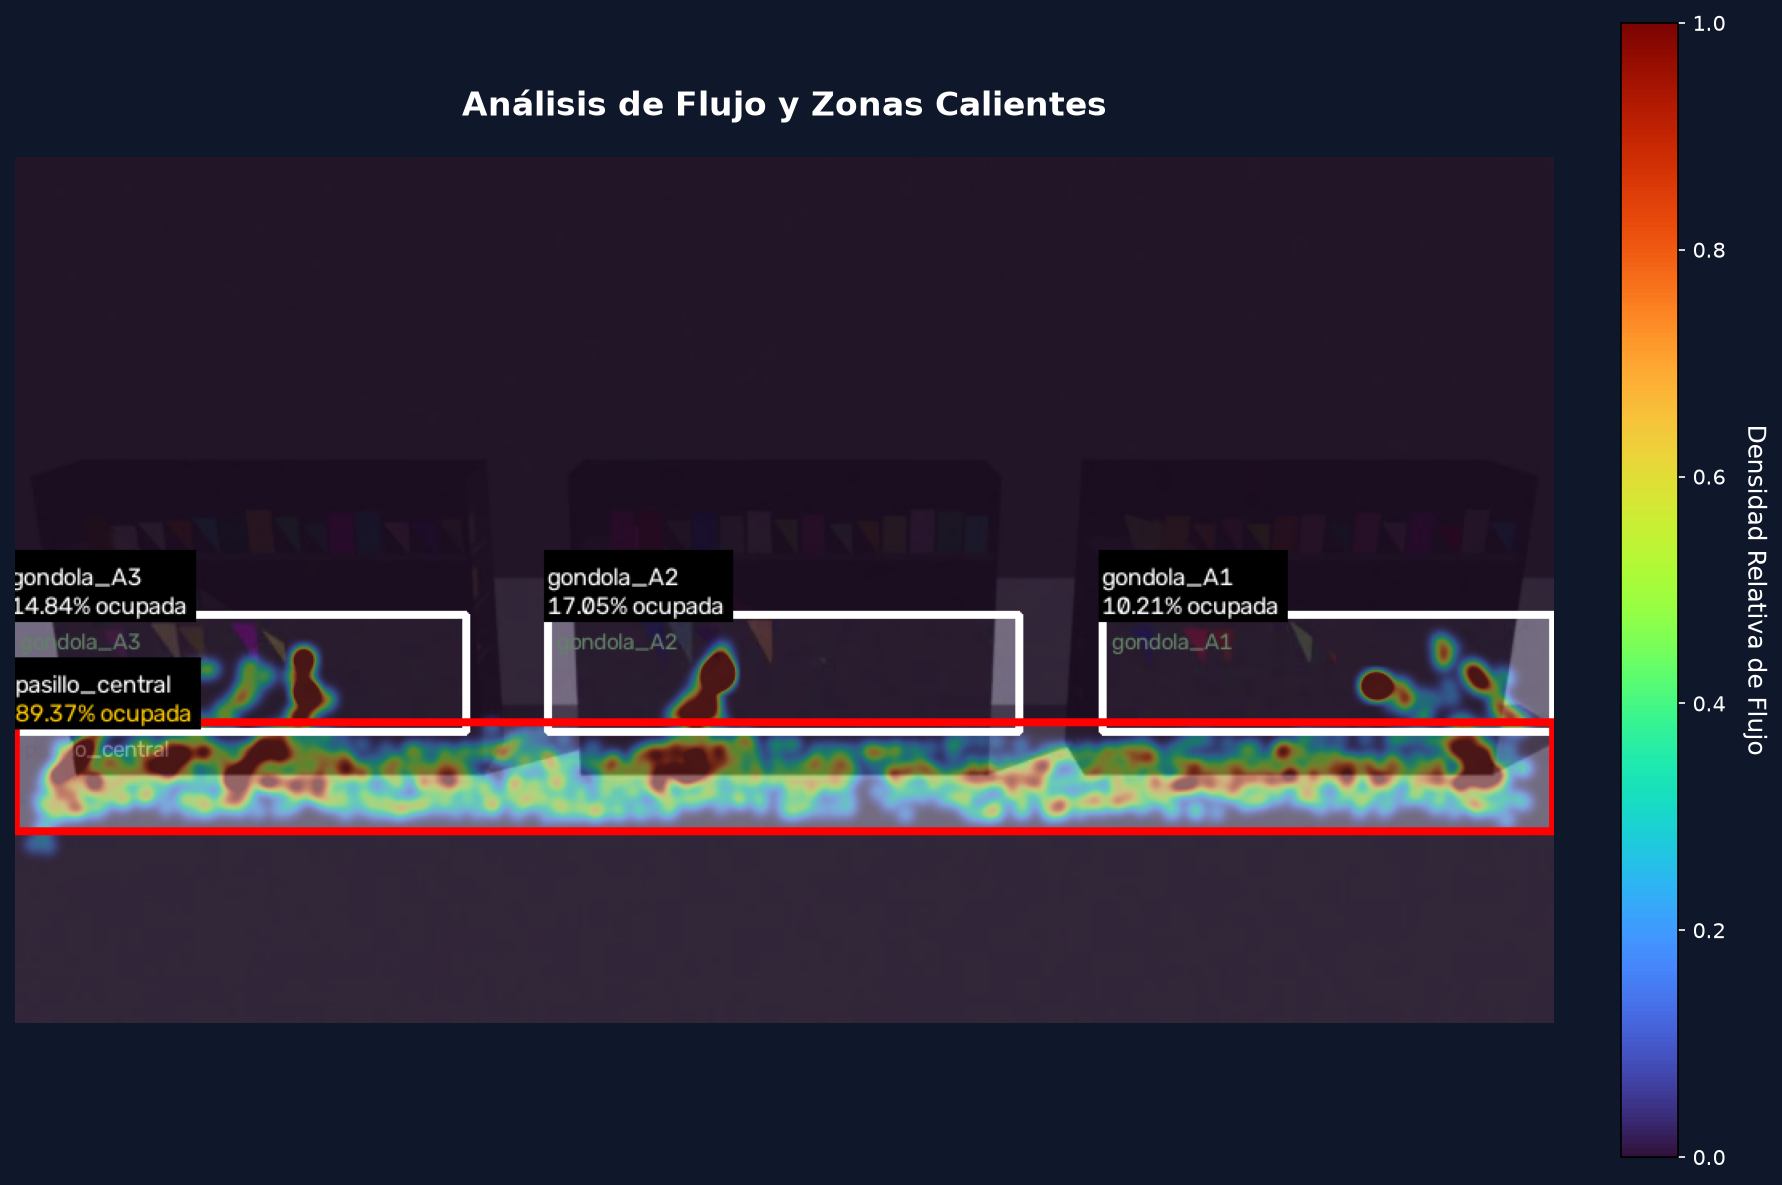 Análisis de Flujo y Zonas Calientes
gondola_A3
14.84% ocupada
gondola_A3
gondola_A2
17.05% ocupada
gondola_A2
gondola_A1
10.21% ocupada
gondola_A1
pasillo_central
89.37% ocupada
o_central
1.0
0.8
0.6
0.4
0.2
0.0
Densidad Relativa de Flujo